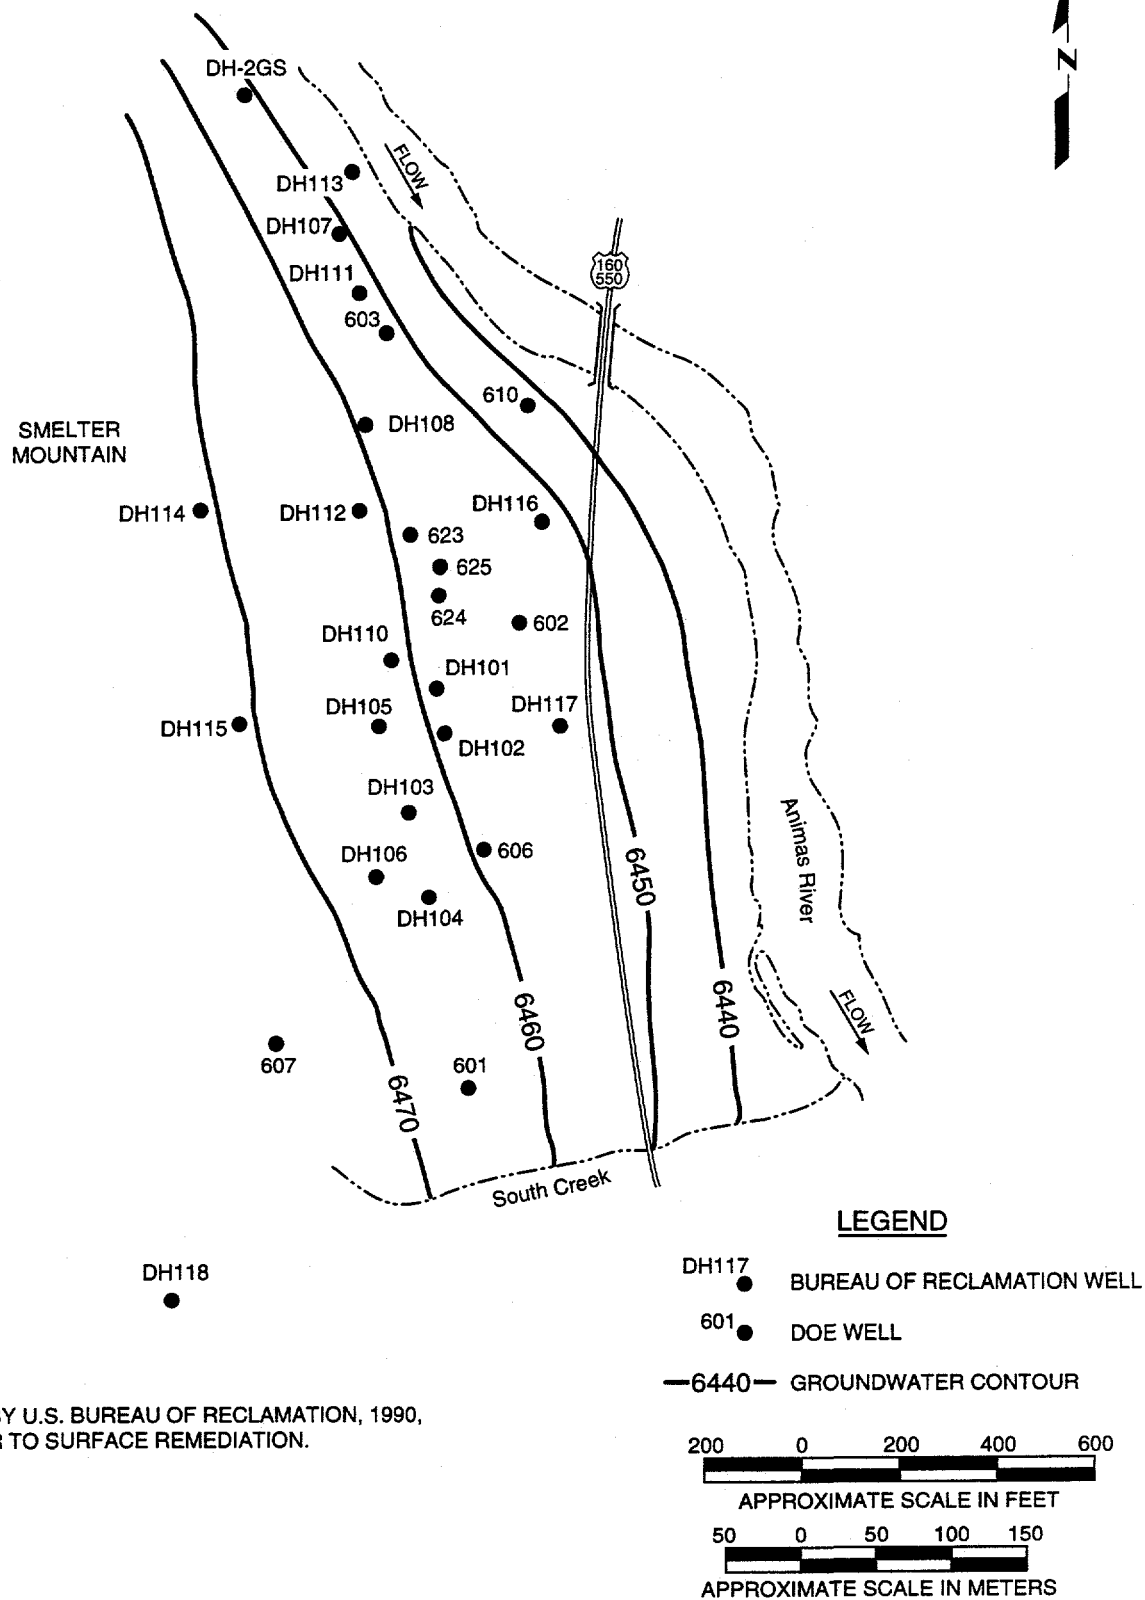 DH-2GS
N
FLOW
DH113
DH107
160
550
DH111
603
610
DH108
SMELTER
MOUNTAIN
DH114
DH112
DH116
623
625
624
602
DH110
DH101
DH105
DH117
DH115
DH102
DH103
Animas River
606
6450
DH106
DH104
6460
6440
FLOW
607
601
6470
South Creek
LEGEND
DH118
DH117
BUREAU OF RECLAMATION WELL
601
DOE WELL
6440
GROUNDWATER CONTOUR
BY U.S. BUREAU OF RECLAMATION, 1990,
R TO SURFACE REMEDIATION.
200 0 200 400 600
APPROXIMATE SCALE IN FEET
50 0 50 100 150
APPROXIMATE SCALE IN METERS